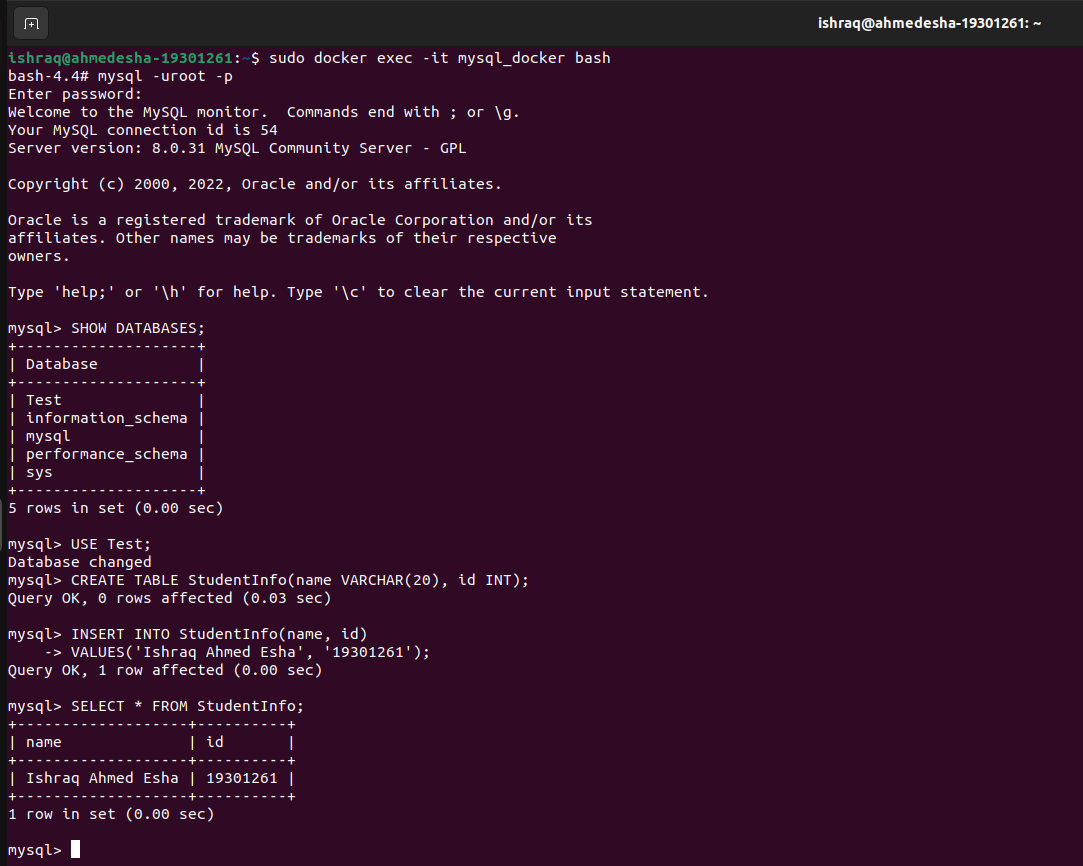 ishraq@ahmedesha-19301261: ~
ishraq@ahmedesha-19301261:~$ sudo docker exec -it mysql_docker bash
bash-4.4# mysql -uroot -p
Enter password:
Welcome to the MySQL monitor.  Commands end with ; or \g.
Your MySQL connection id is 54
Server version: 8.0.31 MySQL Community Server - GPL

Copyright (c) 2000, 2022, Oracle and/or its affiliates.

Oracle is a registered trademark of Oracle Corporation and/or its
affiliates. Other names may be trademarks of their respective
owners.

Type 'help;' or '\h' for help. Type '\c' to clear the current input statement.

mysql> SHOW DATABASES;
+--------------------+
| Database           |
+--------------------+
| Test               |
| information_schema |
| mysql              |
| performance_schema |
| sys                |
+--------------------+
5 rows in set (0.00 sec)

mysql> USE Test;
Database changed
mysql> CREATE TABLE StudentInfo(name VARCHAR(20), id INT);
Query OK, 0 rows affected (0.03 sec)

mysql> INSERT INTO StudentInfo(name, id)
    -> VALUES('Ishraq Ahmed Esha', '19301261');
Query OK, 1 row affected (0.00 sec)

mysql> SELECT * FROM StudentInfo;
+-------------------+----------+
| name              | id       |
+-------------------+----------+
| Ishraq Ahmed Esha | 19301261 |
+-------------------+----------+
1 row in set (0.00 sec)

mysql>